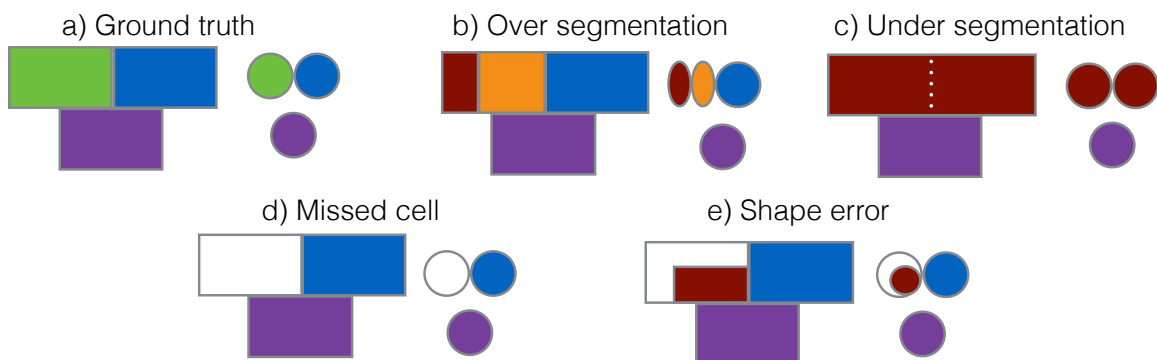 a) Ground truth
b) Over segmentation
c) Under segmentation
d) Missed cell
e) Shape error